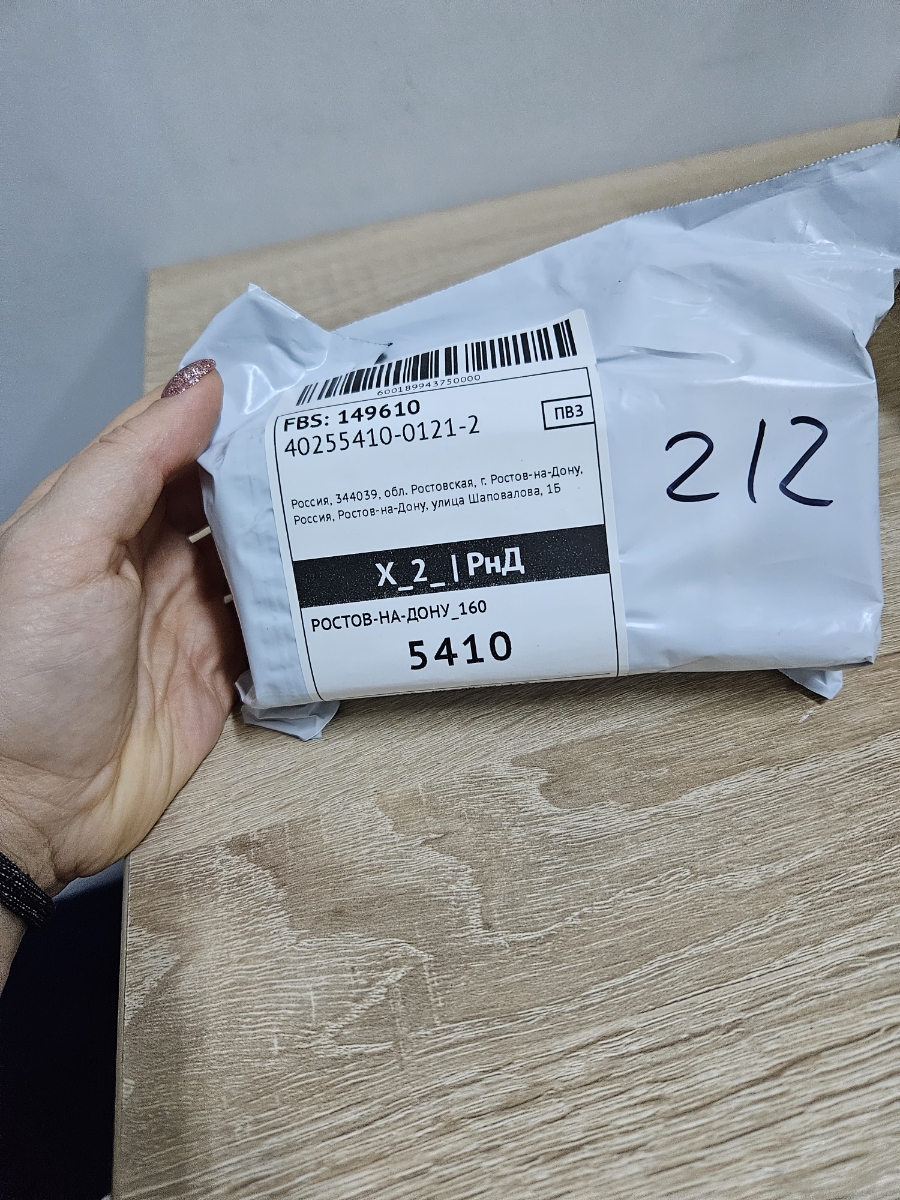 6001899437500000
FBS: 149610
ПВЗ
40255410-0121-2
Россия, 344039, обл. Ростовская, г. Ростов-на-Дону,
Россия, Ростов-на-Дону, улица Шаповалова, 1Б
Х_2_ | РнД
РОСТОВ-НА-ДОНУ_160
5410
212